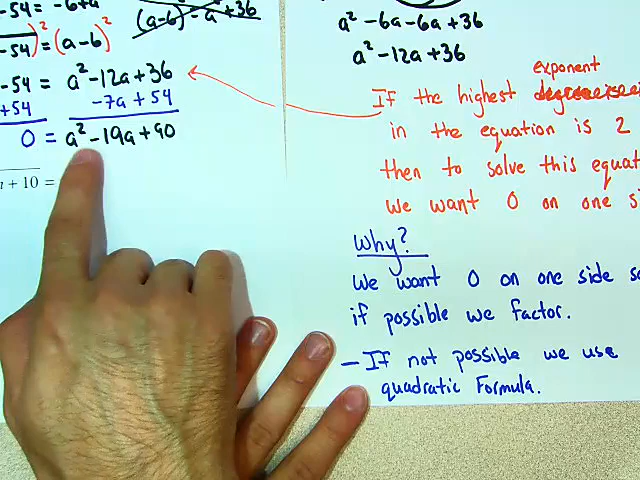 -54 = -6+a
-54)² = (a-6)²
-54 = a² -12a + 36
+54 -7a + 54
0 = a² -19a + 90
+ 10 =
(a-6)² - a² + 36
a² -6a -6a + 36
a² -12a + 36
exponent
If the highest
in the equation is 2
then to solve this
we want 0 on one
Why?
We want 0 on one side
if possible we factor.
- If not possible we use
quadratic Formula.